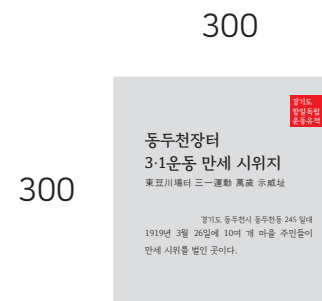 300
300
경기도
항일독립
운동유적
동두천장터
3·1운동 만세 시위지
東豆川場터 三一運動 萬歲 示威址
경기도 동두천시 동두천동 245 일대
1919년 3월 26일에 10여 개 마을 주민들이
만세 시위를 벌인 곳이다.